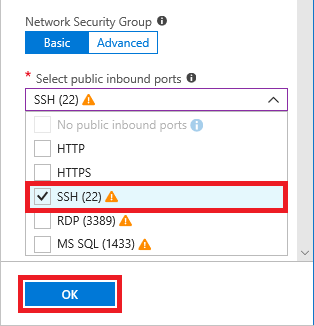 Network Security Group
Basic Advanced
* Select public inbound ports
SSH (22)
No public inbound ports
HTTP
HTTPS
SSH (22)
RDP (3389)
MS SQL (1433)
OK